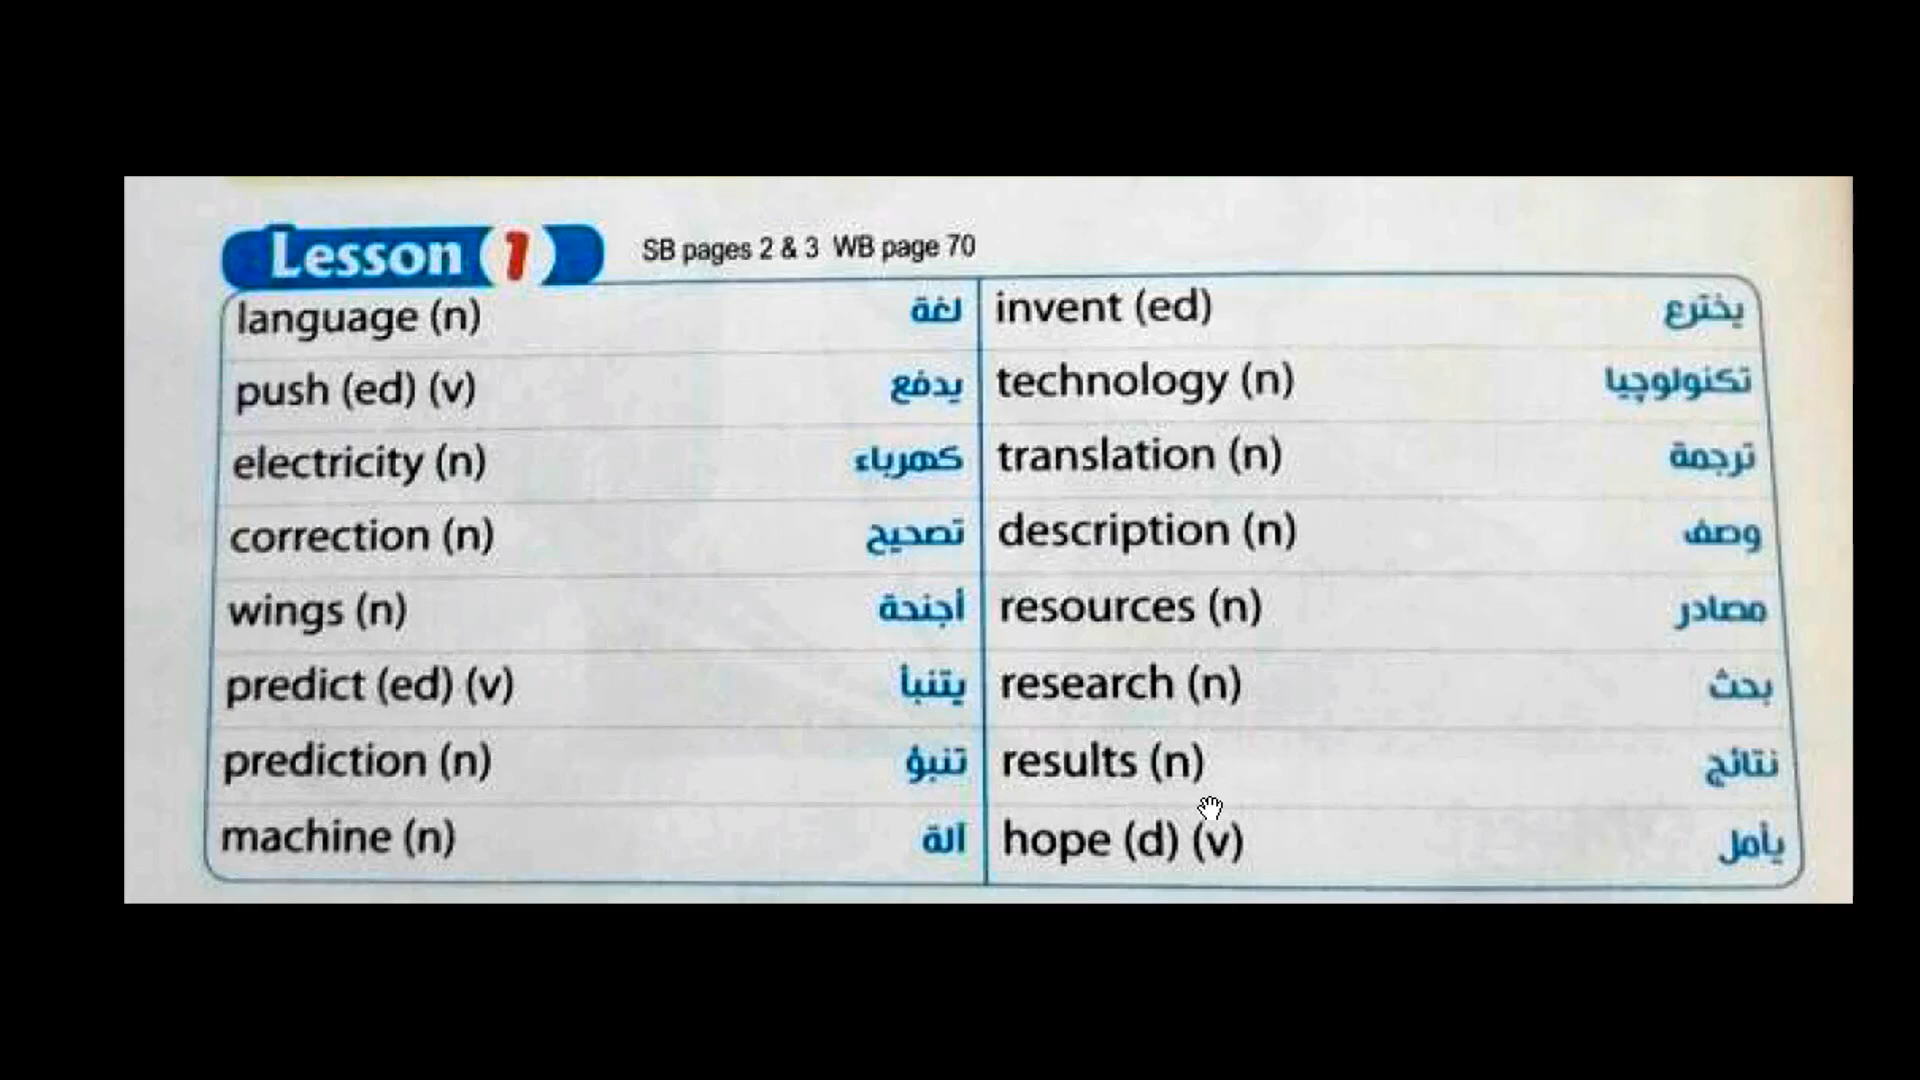 Lesson 1 SB pages 2 & 3 WB page 70
language (n) لغة
push (ed) (v) يدفع
electricity (n) كهرباء
correction (n) تصحيح
wings (n) أجنحة
predict (ed) (v) يتنبأ
prediction (n) تنبؤ
machine (n) آلة
invent (ed) يخترع
technology (n) تكنولوچيا
translation (n) ترجمة
description (n) وصف
resources (n) مصادر
research (n) بحث
results (n) نتائج
hope (d) (v) يأمل